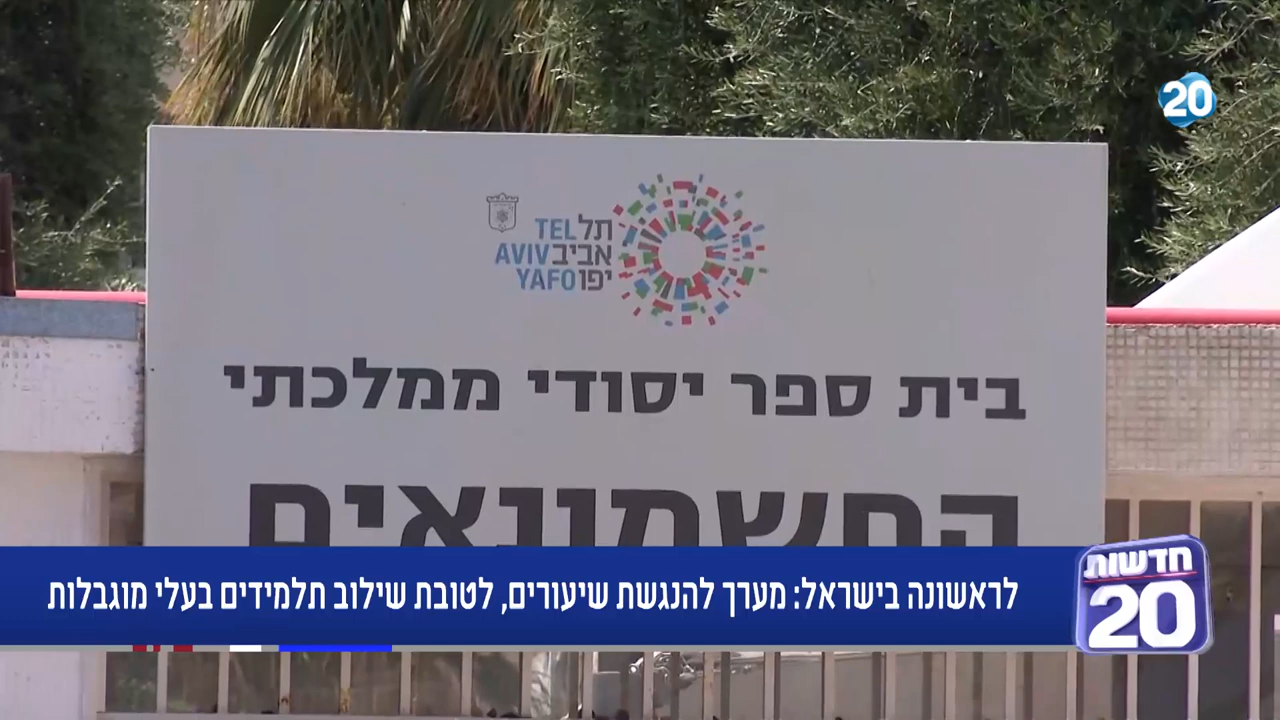 20
תל TEL
אביב AVIV
יפו YAFO
בית ספר יסודי ממלכתי
החשמונאים
לראשונה בישראל: מערך להנגשת שיעורים, לטובת שילוב תלמידים בעלי מוגבלות
חדשות
20